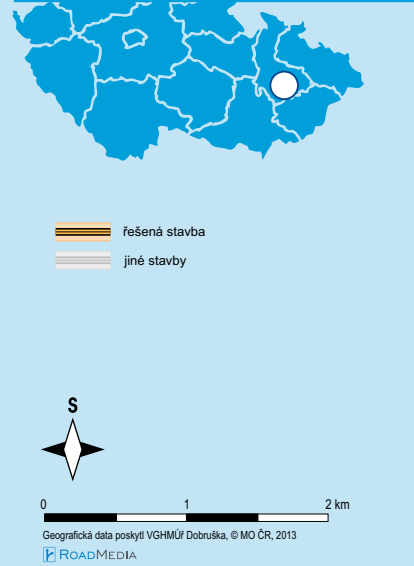 řešená stavba
jiné stavby
S
0 1 2 km
Geografická data poskytl VGHMÚř Dobruška, © MO ČR, 2013
ROADMEDIA